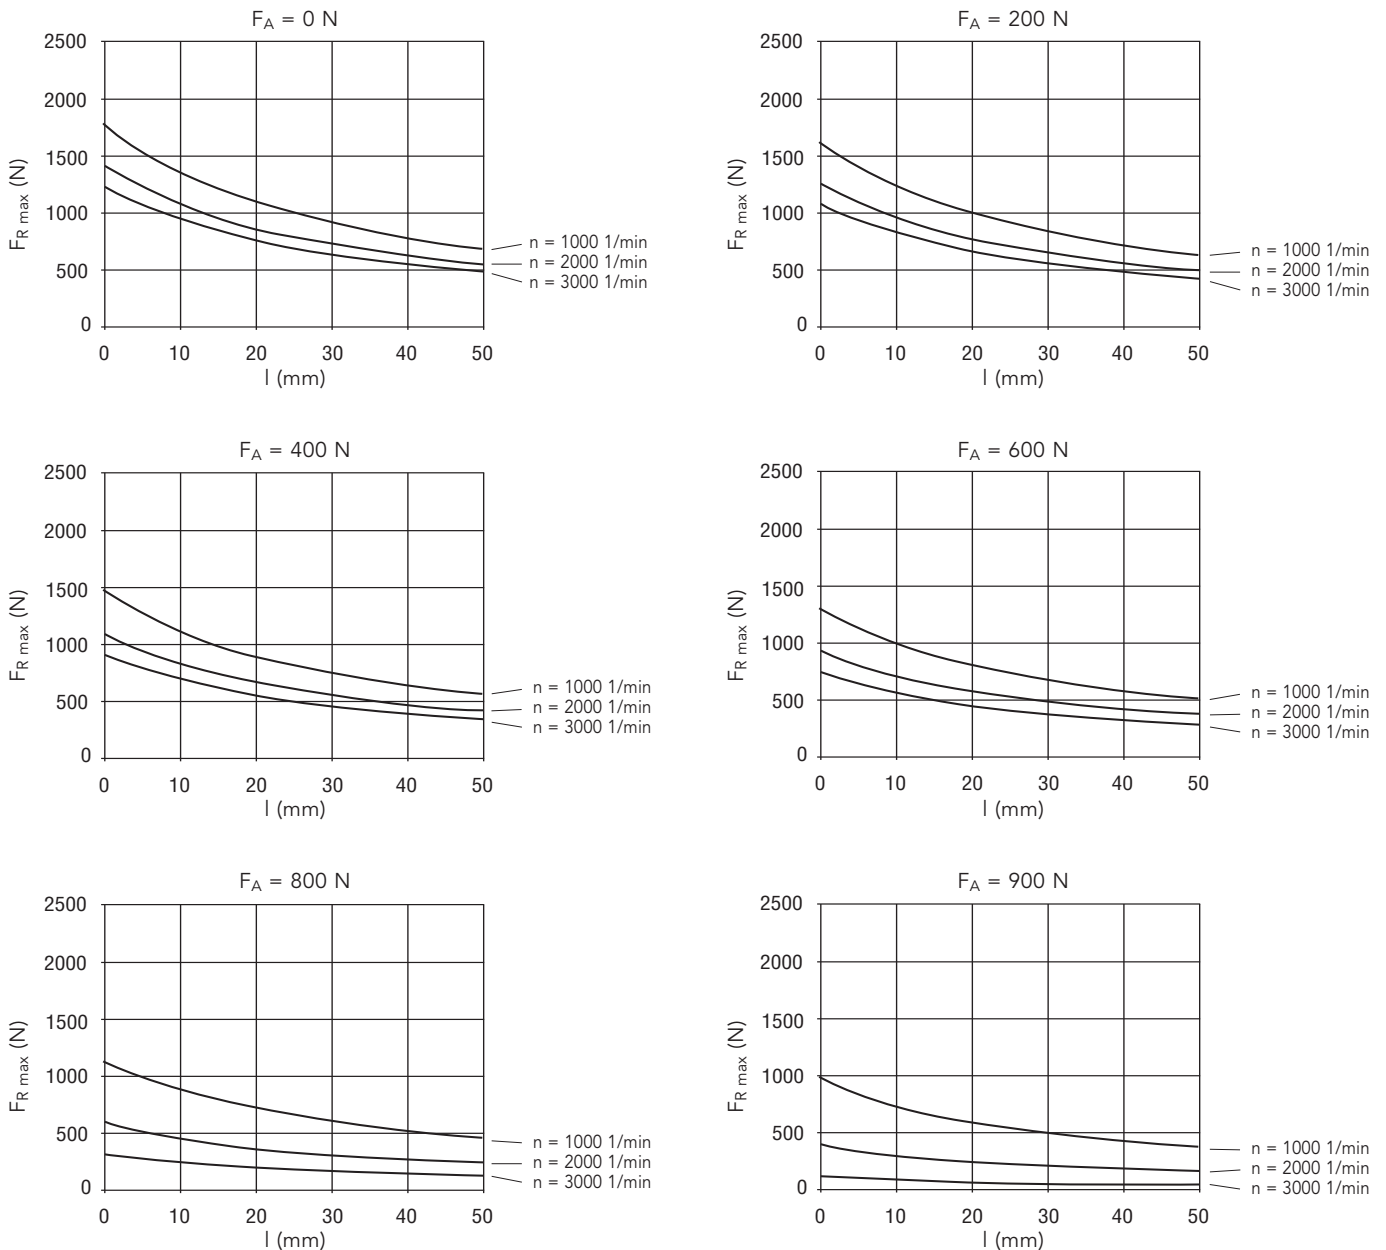 F_A = 0 N
2500
2000
1500
1000
500
0
F_R max (N)
0 10 20 30 40 50
l (mm)
n = 1000 1/min
n = 2000 1/min
n = 3000 1/min
F_A = 200 N
2500
2000
1500
1000
500
0
F_R max (N)
0 10 20 30 40 50
l (mm)
n = 1000 1/min
n = 2000 1/min
n = 3000 1/min
F_A = 400 N
2500
2000
1500
1000
500
0
F_R max (N)
0 10 20 30 40 50
l (mm)
n = 1000 1/min
n = 2000 1/min
n = 3000 1/min
F_A = 600 N
2500
2000
1500
1000
500
0
F_R max (N)
0 10 20 30 40 50
l (mm)
n = 1000 1/min
n = 2000 1/min
n = 3000 1/min
F_A = 800 N
2500
2000
1500
1000
500
0
F_R max (N)
0 10 20 30 40 50
l (mm)
n = 1000 1/min
n = 2000 1/min
n = 3000 1/min
F_A = 900 N
2500
2000
1500
1000
500
0
F_R max (N)
0 10 20 30 40 50
l (mm)
n = 1000 1/min
n = 2000 1/min
n = 3000 1/min